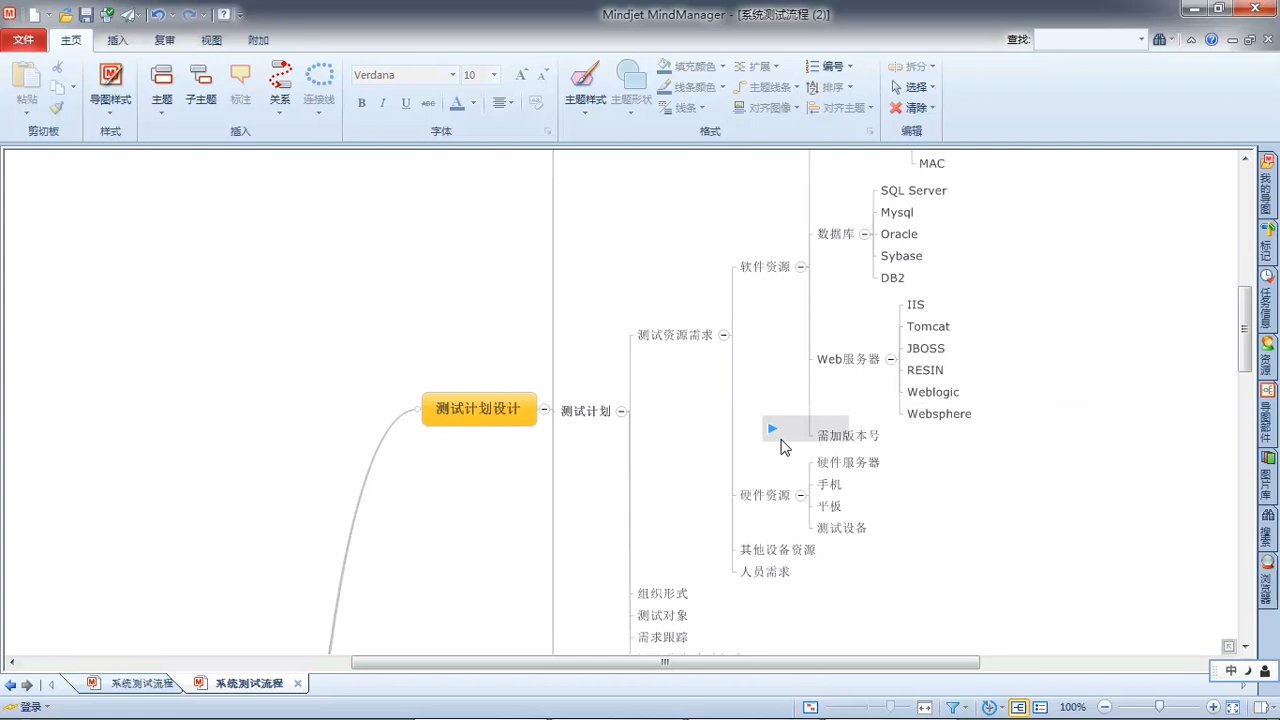 Mindjet MindManager - [系统测试流程 (2)]
文件 主页 插入 复审 视图 附加
查找:
粘贴
剪切板
导图样式
样式
主题 子主题 标注 关系 连接线
插入
Verdana 10
B I U abc A
字体
主题样式 主题形状
填充颜色 扩展 编号
线条颜色 主题线条 排序
线条 对齐图像 对齐主题
格式
拆分
选择
清除
编辑
MAC
SQL Server
Mysql
数据库 Oracle
Sybase
DB2
软件资源
IIS
Tomcat
测试资源需求
JBOSS
Web服务器
RESIN
Weblogic
测试计划设计 测试计划
Websphere
需加版本号
硬件服务器
手机
硬件资源
平板
测试设备
其他设备资源
人员需求
组织形式
测试对象
需求跟踪
我的导图
标记
任务信息
资源
导图部件
图片库
搜索
浏览器
中
系统测试流程 系统测试流程
登录
100%